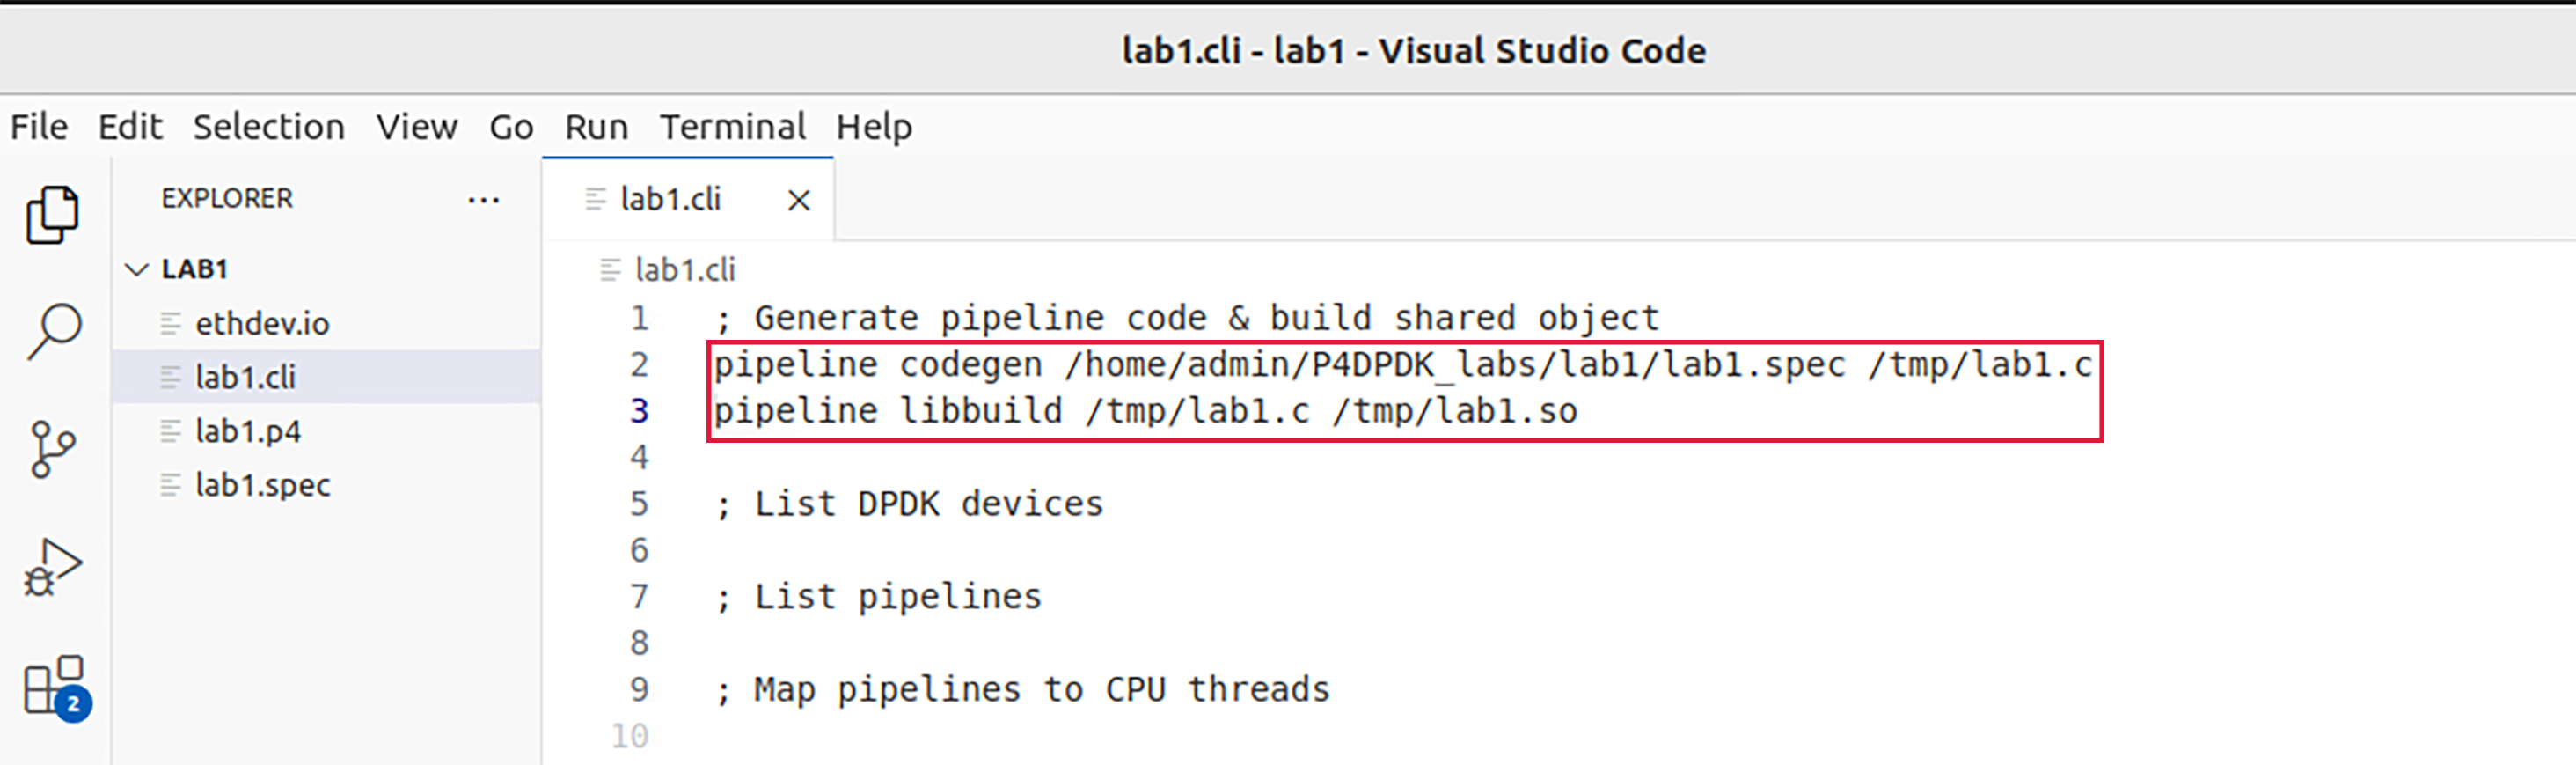 lab1.cli - lab1 - Visual Studio Code
File Edit Selection View Go Run Terminal Help
EXPLORER ...
LAB1
ethdev.io
lab1.cli
lab1.p4
lab1.spec
2
lab1.cli
lab1.cli
1 ; Generate pipeline code & build shared object
2 pipeline codegen /home/admin/P4DPDK_labs/lab1/lab1.spec /tmp/lab1.c
3 pipeline libbuild /tmp/lab1.c /tmp/lab1.so
4
5 ; List DPDK devices
6
7 ; List pipelines
8
9 ; Map pipelines to CPU threads
10